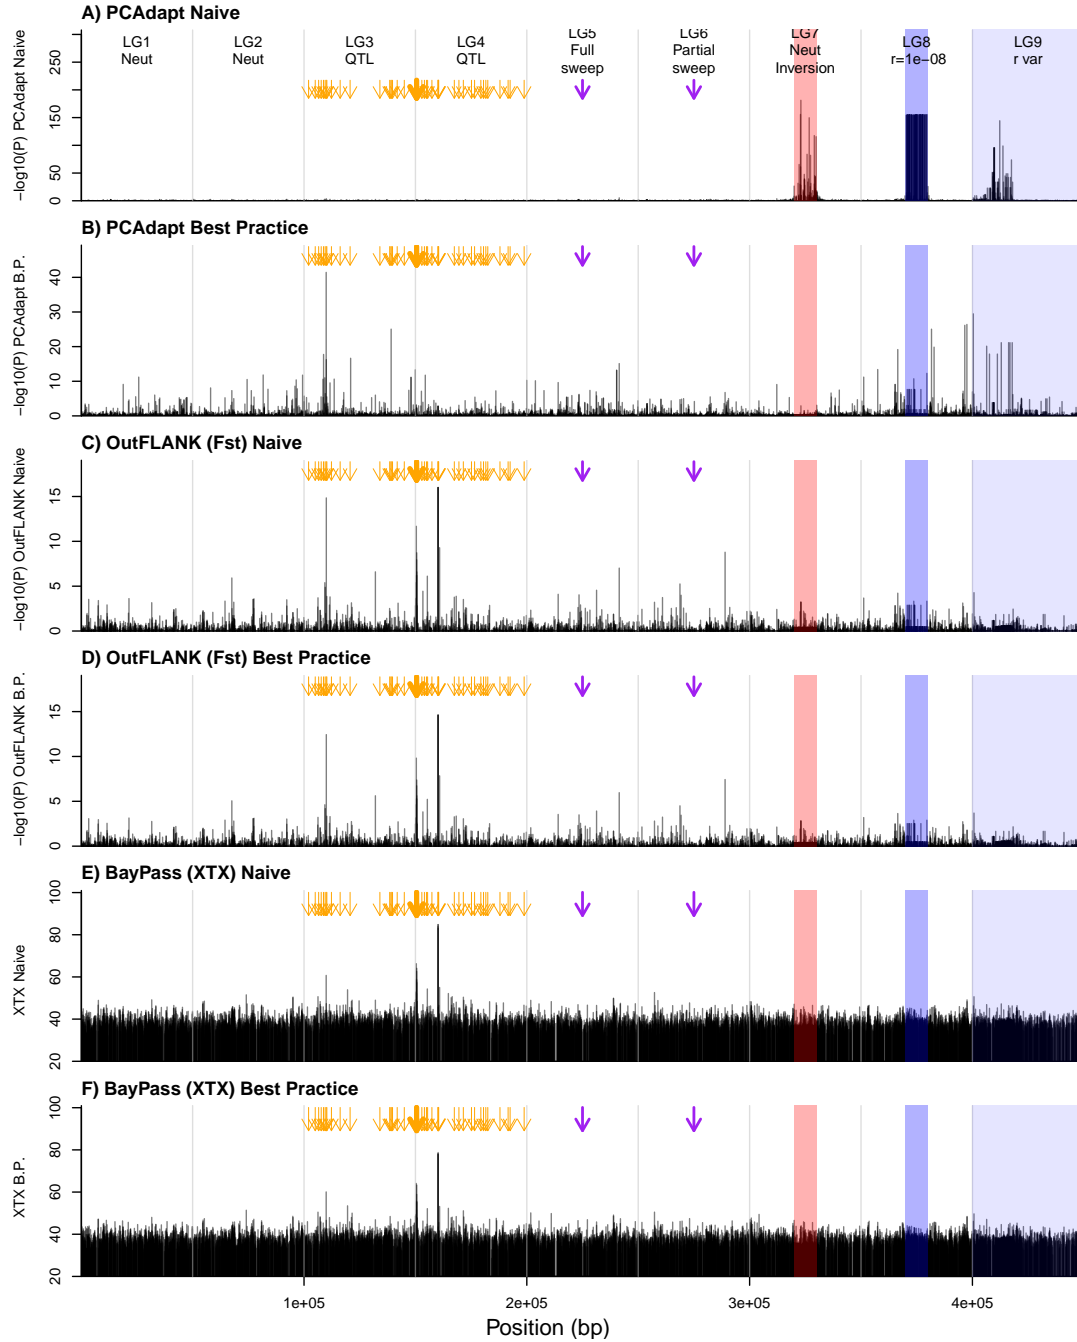 A) PCAdapt Naive
LG1 LG2 LG3 LG4 LG5 LG6 LG7 LG8 LG9
Neut Neut QTL QTL Full Partial Neut r=1e−08 r var
sweep sweep Inversion
−log10(P) PCAdapt Naive
0 50 150 250
B) PCAdapt Best Practice
−log10(P) PCAdapt B.P.
0 10 20 30 40
C) OutFLANK (Fst) Naive
−log10(P) OutFLANK Naive
0 5 10 15
D) OutFLANK (Fst) Best Practice
−log10(P) OutFLANK B.P.
0 5 10 15
E) BayPass (XTX) Naive
XTX Naive
20 40 60 80 100
F) BayPass (XTX) Best Practice
XTX B.P.
20 40 60 80 100
1e+05 2e+05 3e+05 4e+05
Position (bp)